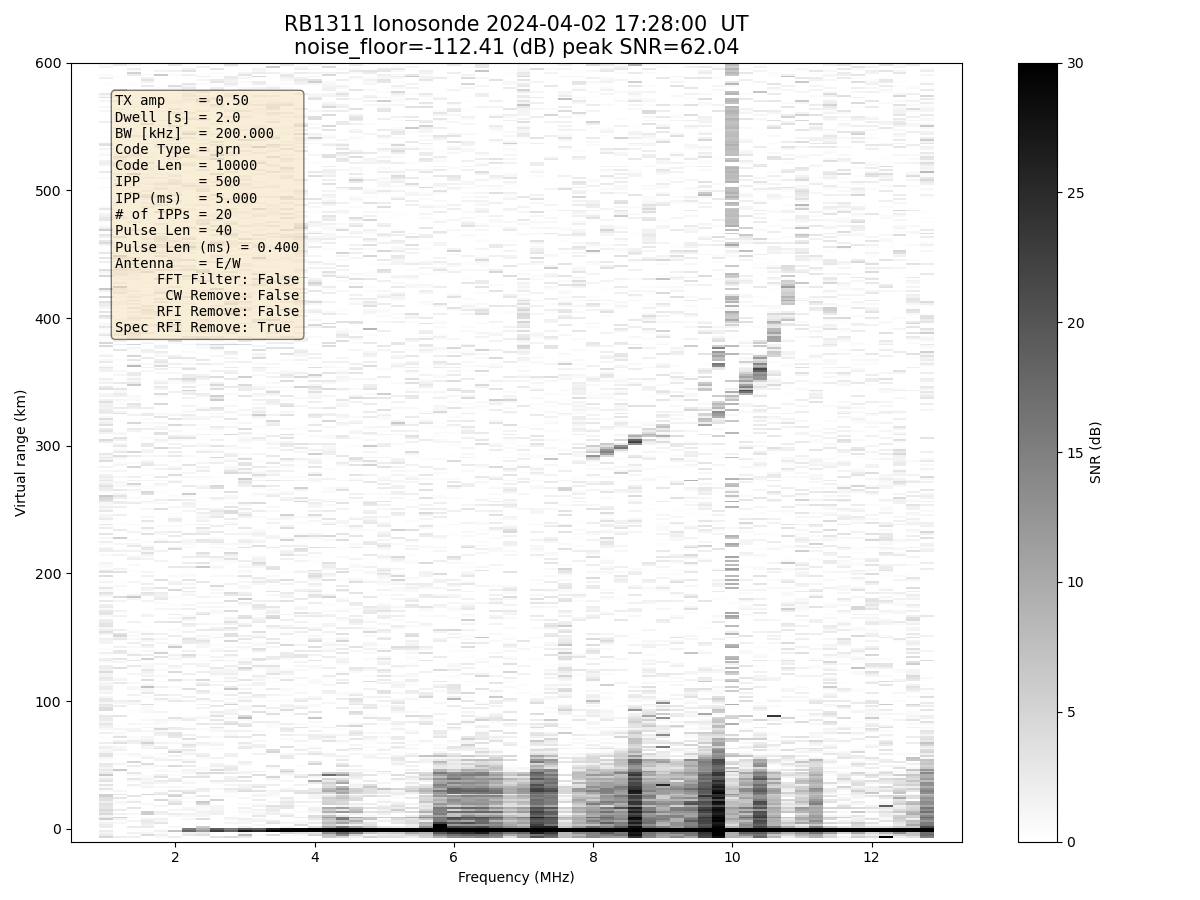 RB1311 Ionosonde 2024-04-02 17:28:00  UT
noise_floor=-112.41 (dB) peak SNR=62.04
TX amp    = 0.50
Dwell [s] = 2.0
BW [kHz]  = 200.000
Code Type = prn
Code Len  = 10000
IPP       = 500
IPP (ms)  = 5.000
# of IPPs = 20
Pulse Len = 40
Pulse Len (ms) = 0.400
Antenna   = E/W
FFT Filter: False
CW Remove: False
RFI Remove: False
Spec RFI Remove: True
600
500
400
300
200
100
0
Virtual range (km)
2 4 6 8 10 12
Frequency (MHz)
30
25
20
15
10
5
0
SNR (dB)